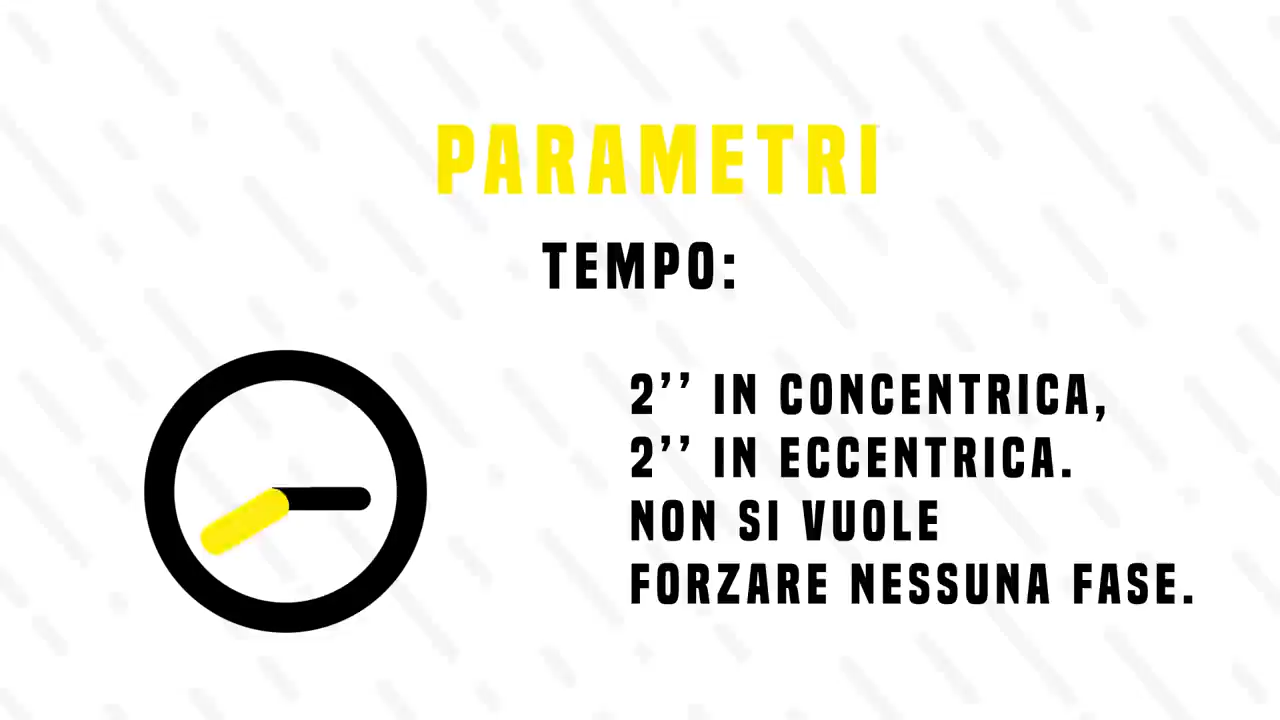 PARAMETRI
TEMPO:
2’’ IN CONCENTRICA,
2’’ IN ECCENTRICA.
NON SI VUOLE
FORZARE NESSUNA FASE.